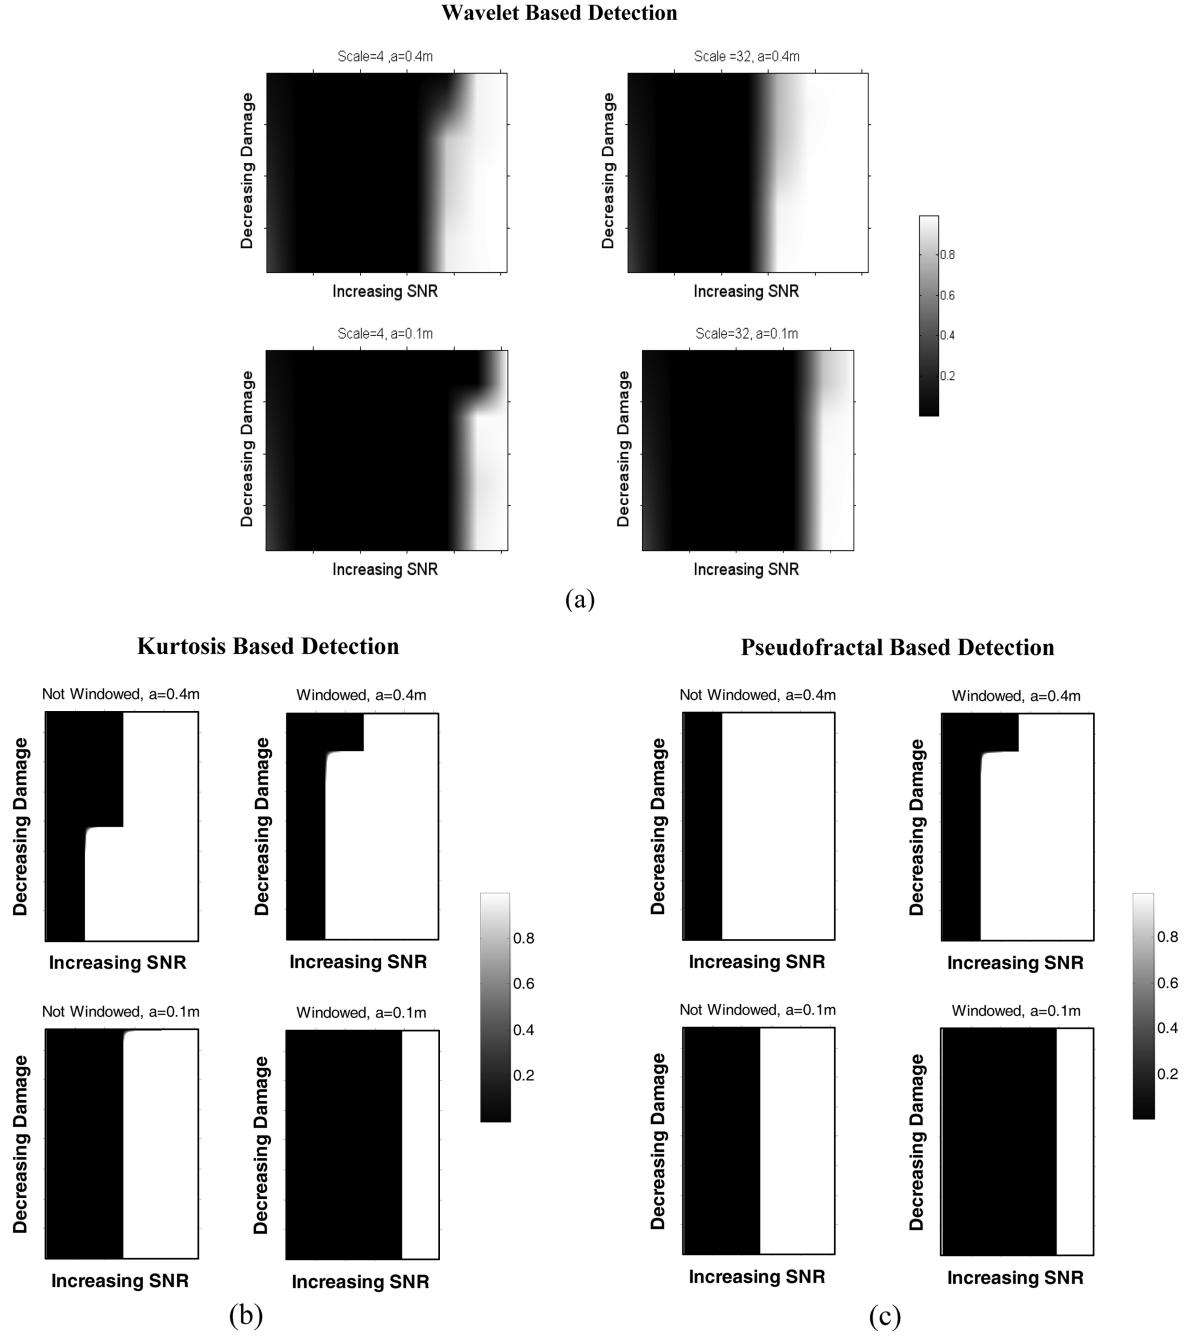 Wavelet Based Detection
Scale=4 ,a=0.4m
Scale =32, a=0.4m
Decreasing Damage
Decreasing Damage
Increasing SNR
Increasing SNR
0.8
0.6
0.4
0.2
Scale=4, a=0.1m
Scale=32, a=0.1m
Decreasing Damage
Decreasing Damage
Increasing SNR
Increasing SNR
(a)
Kurtosis Based Detection
Not Windowed, a=0.4m
Windowed, a=0.4m
Decreasing Damage
Decreasing Damage
Increasing SNR
Increasing SNR
0.8
0.4
0.2
Not Windowed, a=0.1m
Windowed, a=0.1m
Decreasing Damage
Decreasing Damage
Increasing SNR
Increasing SNR
(b)
Pseudofractal Based Detection
Not Windowed, a=0.4m
Windowed, a=0.4m
Decreasing Damage
Decreasing Damage
Increasing SNR
Increasing SNR
0.8
0.4
0.2
Not Windowed, a=0.1m
Windowed, a=0.1m
Decreasing Damage
Decreasing Damage
Increasing SNR
Increasing SNR
(c)